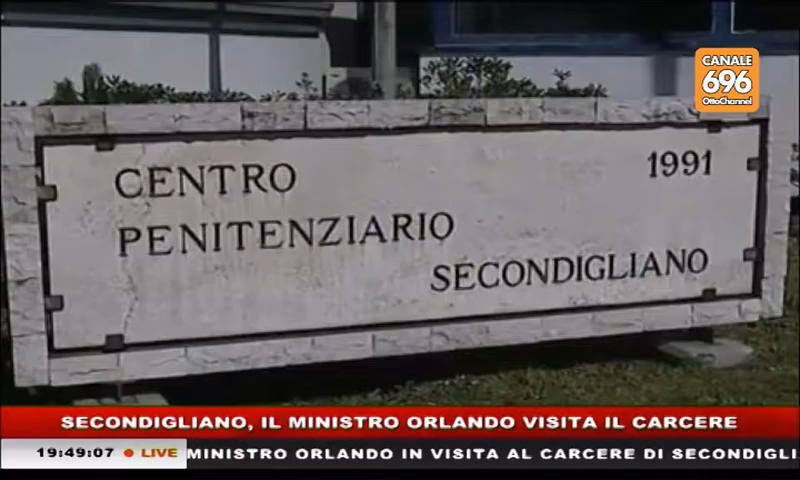 CANALE
696
OttoChannel
CENTRO 1991
PENITENZIARIO
SECONDIGLIANO
SECONDIGLIANO, IL MINISTRO ORLANDO VISITA IL CARCERE
19:49:07 LIVE MINISTRO ORLANDO IN VISITA AL CARCERE DI SECONDIGLI